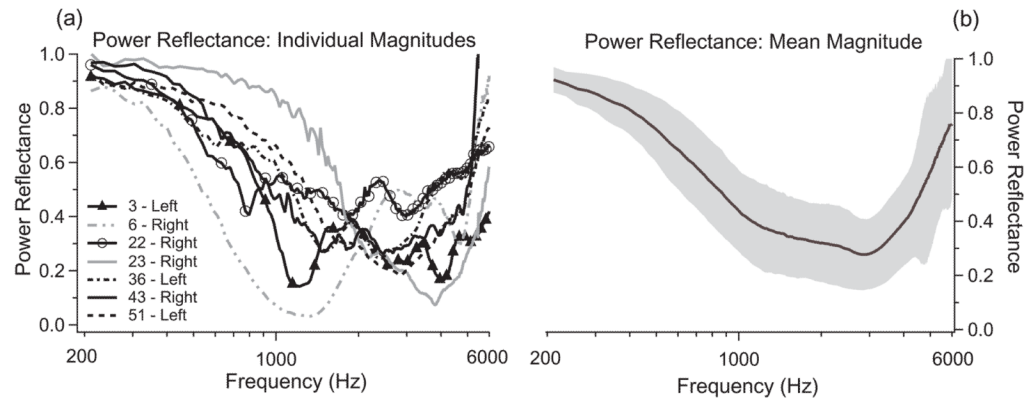 (a)
Power Reflectance: Individual Magnitudes
1.0
0.8
0.6
0.4
0.2
0.0
Power Reflectance
3 - Left
6 - Right
22 - Right
23 - Right
36 - Left
43 - Right
51 - Left
200 1000 6000
Frequency (Hz)
(b)
Power Reflectance: Mean Magnitude
1.0
0.8
0.6
0.4
0.2
0.0
Power Reflectance
200 1000 6000
Frequency (Hz)